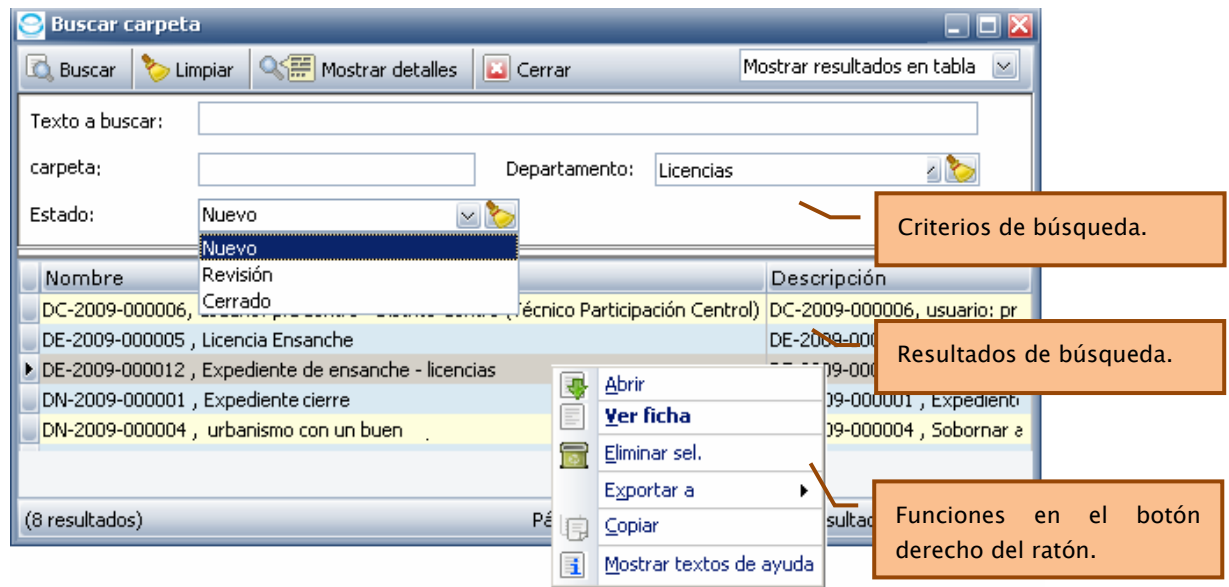 Buscar carpeta
Buscar Limpiar Mostrar detalles Cerrar Mostrar resultados en tabla
Texto a buscar:
carpeta: Departamento: Licencias
Estado: Nuevo
Criterios de búsqueda.
Nuevo
Revisión
Cerrado
Nombre Descripción
DC-2009-000006, (Técnico Participación Central) DC-2009-000006, usuario: pr
DE-2009-000005 , Licencia Ensanche
Resultados de búsqueda.
DE-2009-000012 , Expediente de ensanche - licencias
DN-2009-000001 , Expediente cierre 09-000001 , Expedient
DN-2009-000004 , urbanismo con un buen 09-000004 , Sobornar a
Abrir
Ver ficha
Eliminar sel.
Exportar a
Copiar
Mostrar textos de ayuda
(8 resultados)
Funciones en el botón
derecho del ratón.